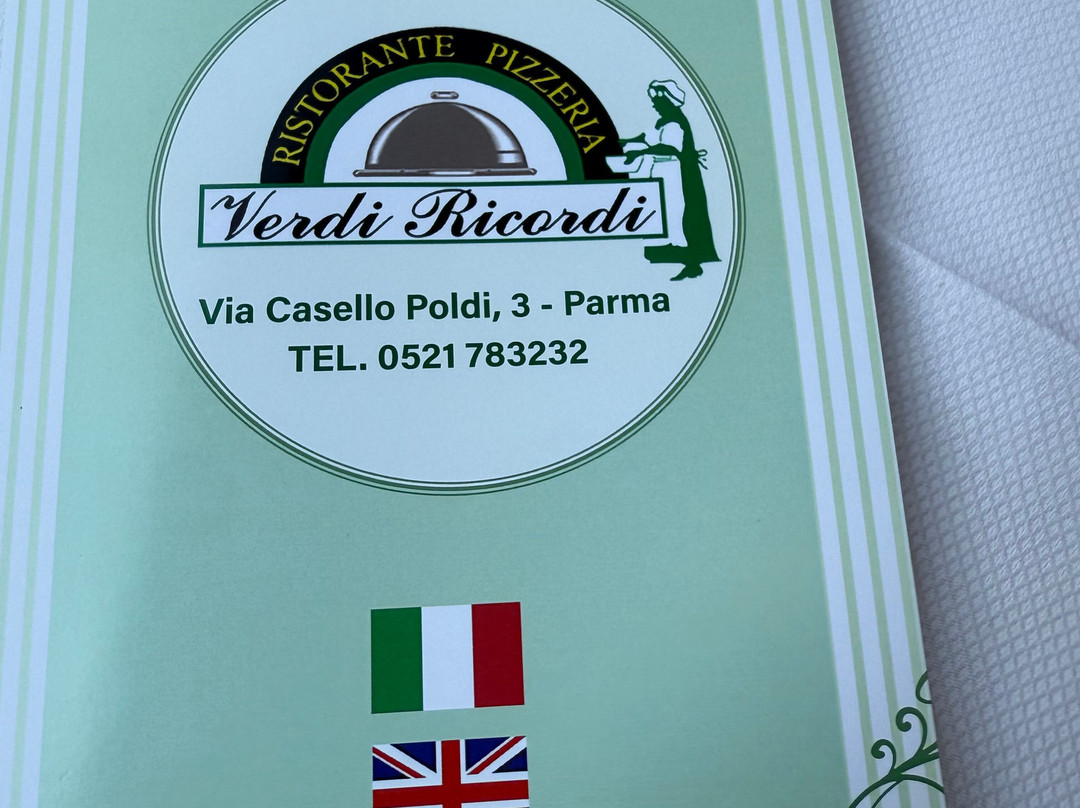 RISTORANTE PIZZERIA
Verdi Ricordi
Via Casello Poldi, 3 - Parma
TEL. 0521 783232